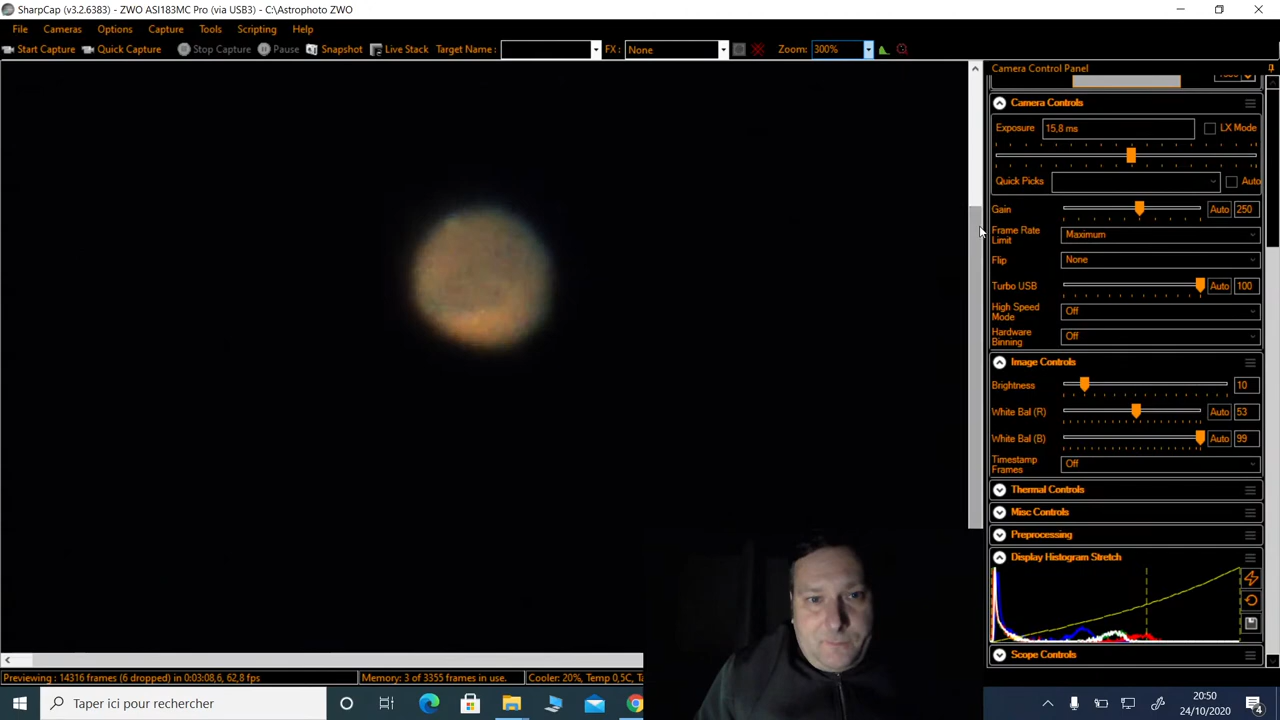 SharpCap (v3.2.6383) - ZWO ASI183MC Pro (via USB3) - C:\Astrophoto ZWO
File Cameras Options Capture Tools Scripting Help
Start Capture Quick Capture Stop Capture Pause Snapshot Live Stack Target Name : FX : None Zoom: 300%
Camera Control Panel
Camera Controls
Exposure 15,8 ms LX Mode
Quick Picks Auto
Gain Auto 250
Frame Rate Limit Maximum
Flip None
Turbo USB Auto 100
High Speed Mode Off
Hardware Binning Off
Image Controls
Brightness 10
White Bal (R) Auto 53
White Bal (B) Auto 99
Timestamp Frames Off
Thermal Controls
Misc Controls
Preprocessing
Display Histogram Stretch
Scope Controls
Previewing : 14316 frames (6 dropped) in 0:03:08,6, 62,8 fps Memory: 3 of 3355 frames in use. Cooler: 20%, Temp 0,5C,
Taper ici pour rechercher
20:50
24/10/2020
4